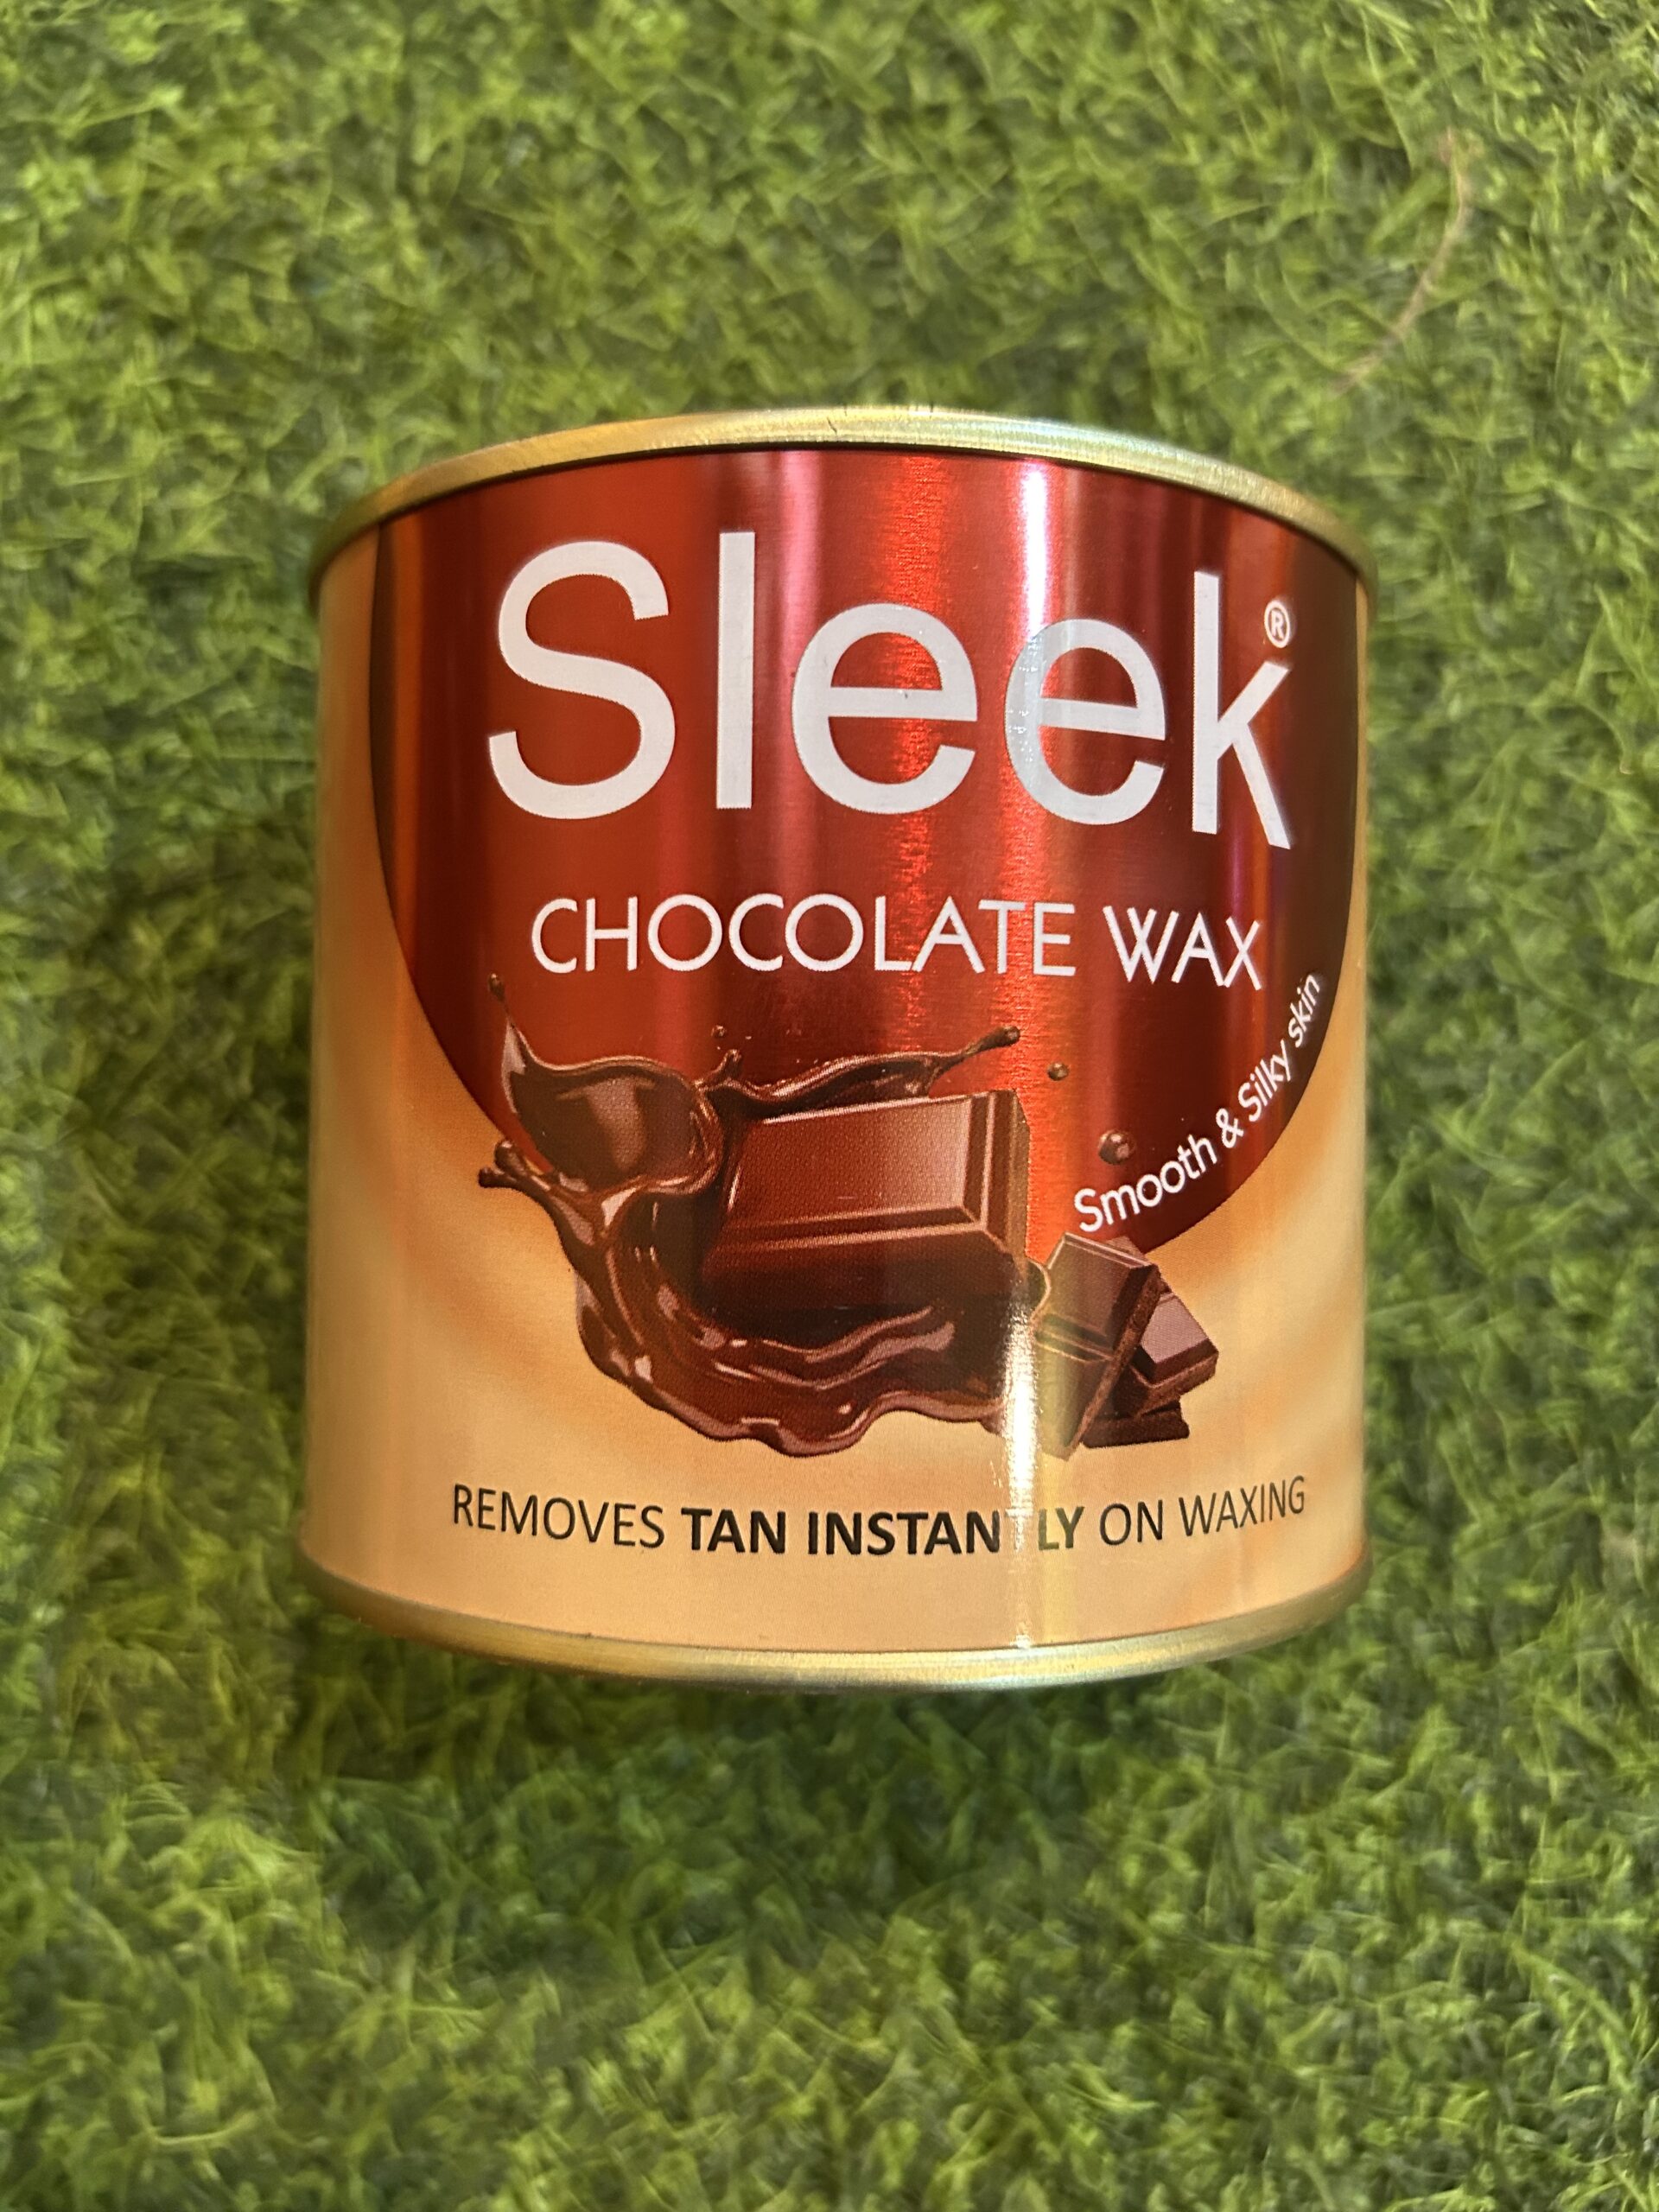 Sleek®
CHOCOLATE WAX
Smooth & Silky skin
REMOVES TAN INSTANTLY ON WAXING